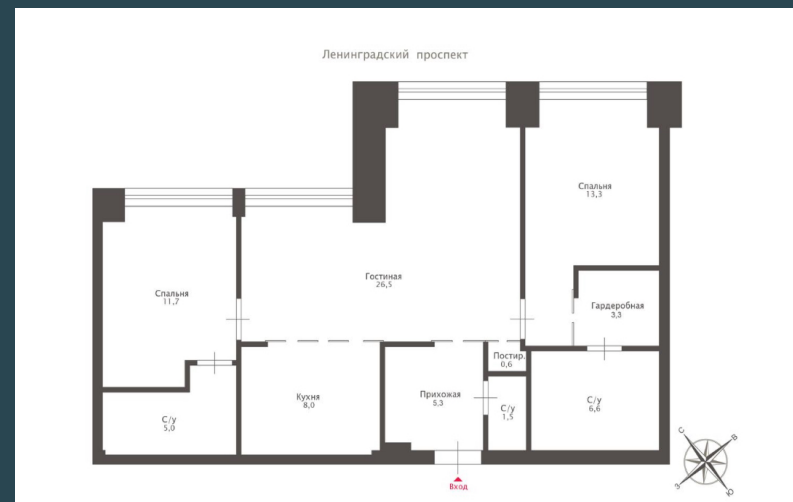 Ленинградский проспект
Спальня
13,3
Гостиная
26,5
Спальня
11,7
Гардеробная
3,3
Постир.
0,6
Кухня
8,0
Прихожая
5,3
С/у
1,5
С/у
6,6
С/у
5,0
Вход
С
В
З
Ю